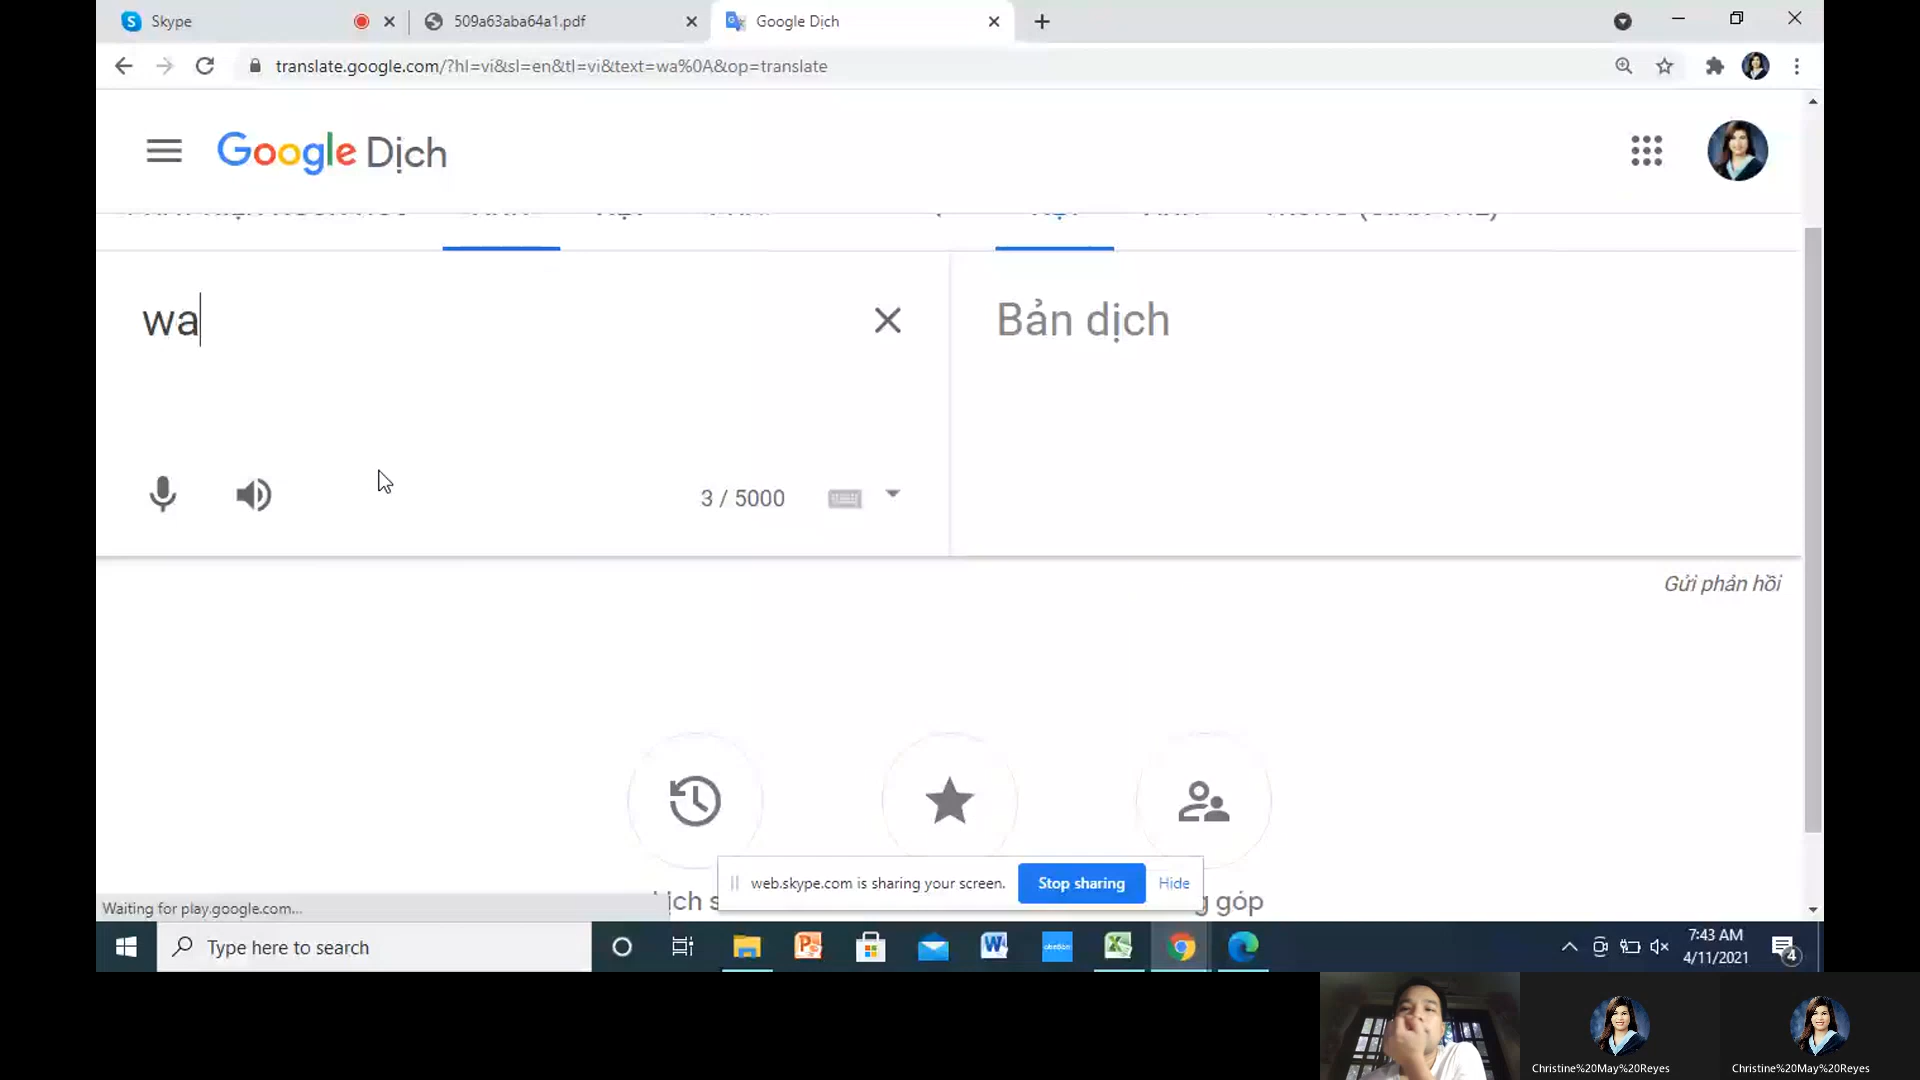 Skype
509a63aba64a1.pdf
Google Dịch
translate.google.com/?hl=vi&sl=en&tl=vi&text=wa%0A&op=translate
Google Dịch
wa
Bản dịch
3 / 5000
Gửi phản hồi
web.skype.com is sharing your screen.
Stop sharing
Hide
góp
Waiting for play.google.com...
Type here to search
7:43 AM
4/11/2021
4
Christine%20May%20Reyes
Christine%20May%20Reyes